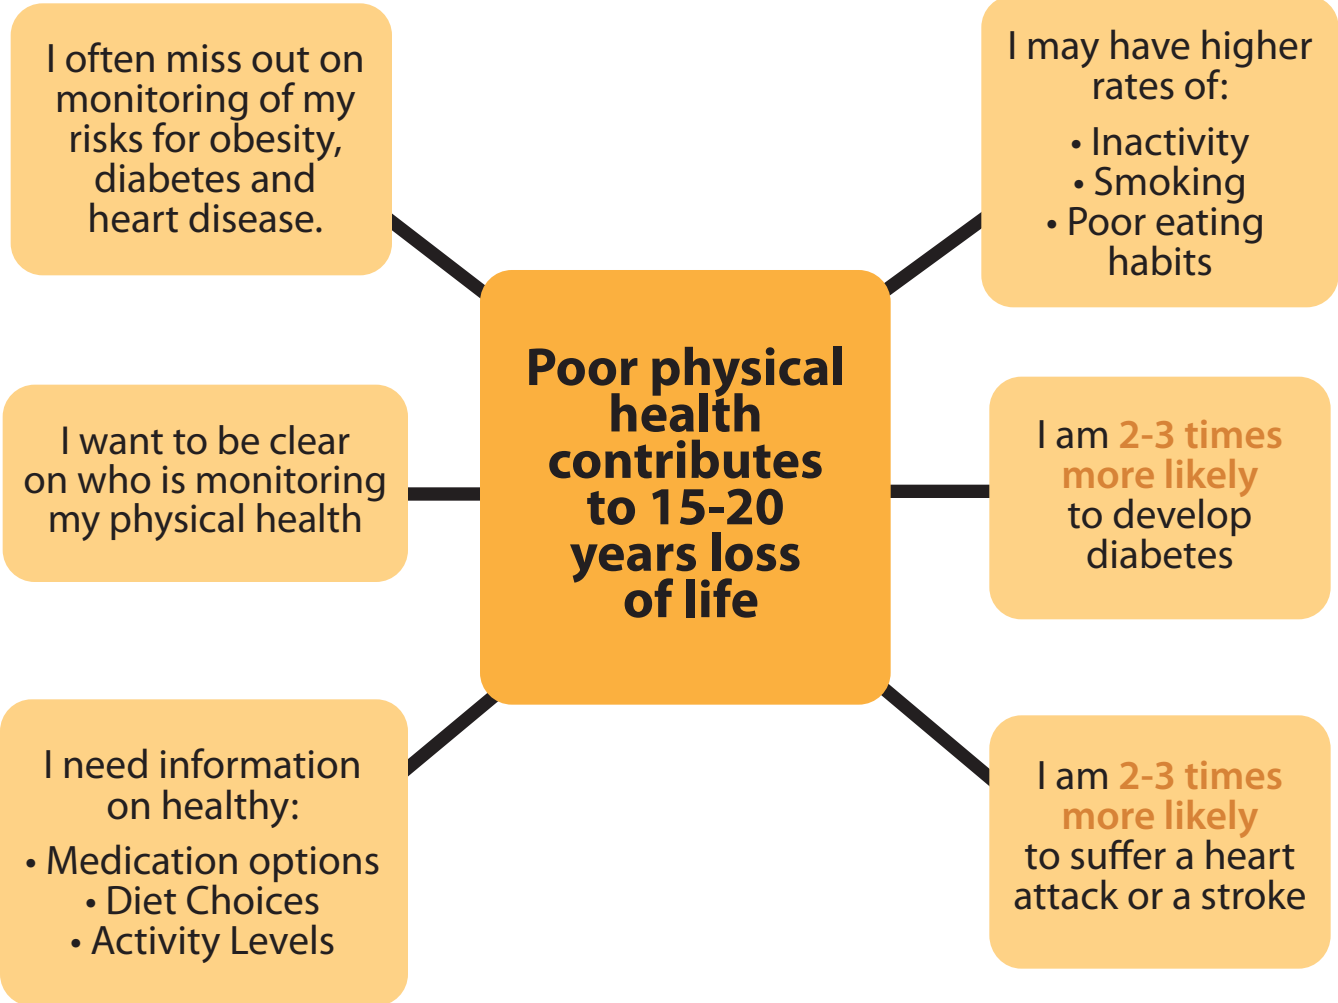 I often miss out on
monitoring of my
risks for obesity,
diabetes and
heart disease.
I want to be clear
on who is monitoring
my physical health
I need information
on healthy:
• Medication options
• Diet Choices
• Activity Levels
Poor physical
health
contributes
to 15-20
years loss
of life
I may have higher
rates of:
• Inactivity
• Smoking
• Poor eating
habits
I am 2-3 times
more likely
to develop
diabetes
I am 2-3 times
more likely
to suffer a heart
attack or a stroke